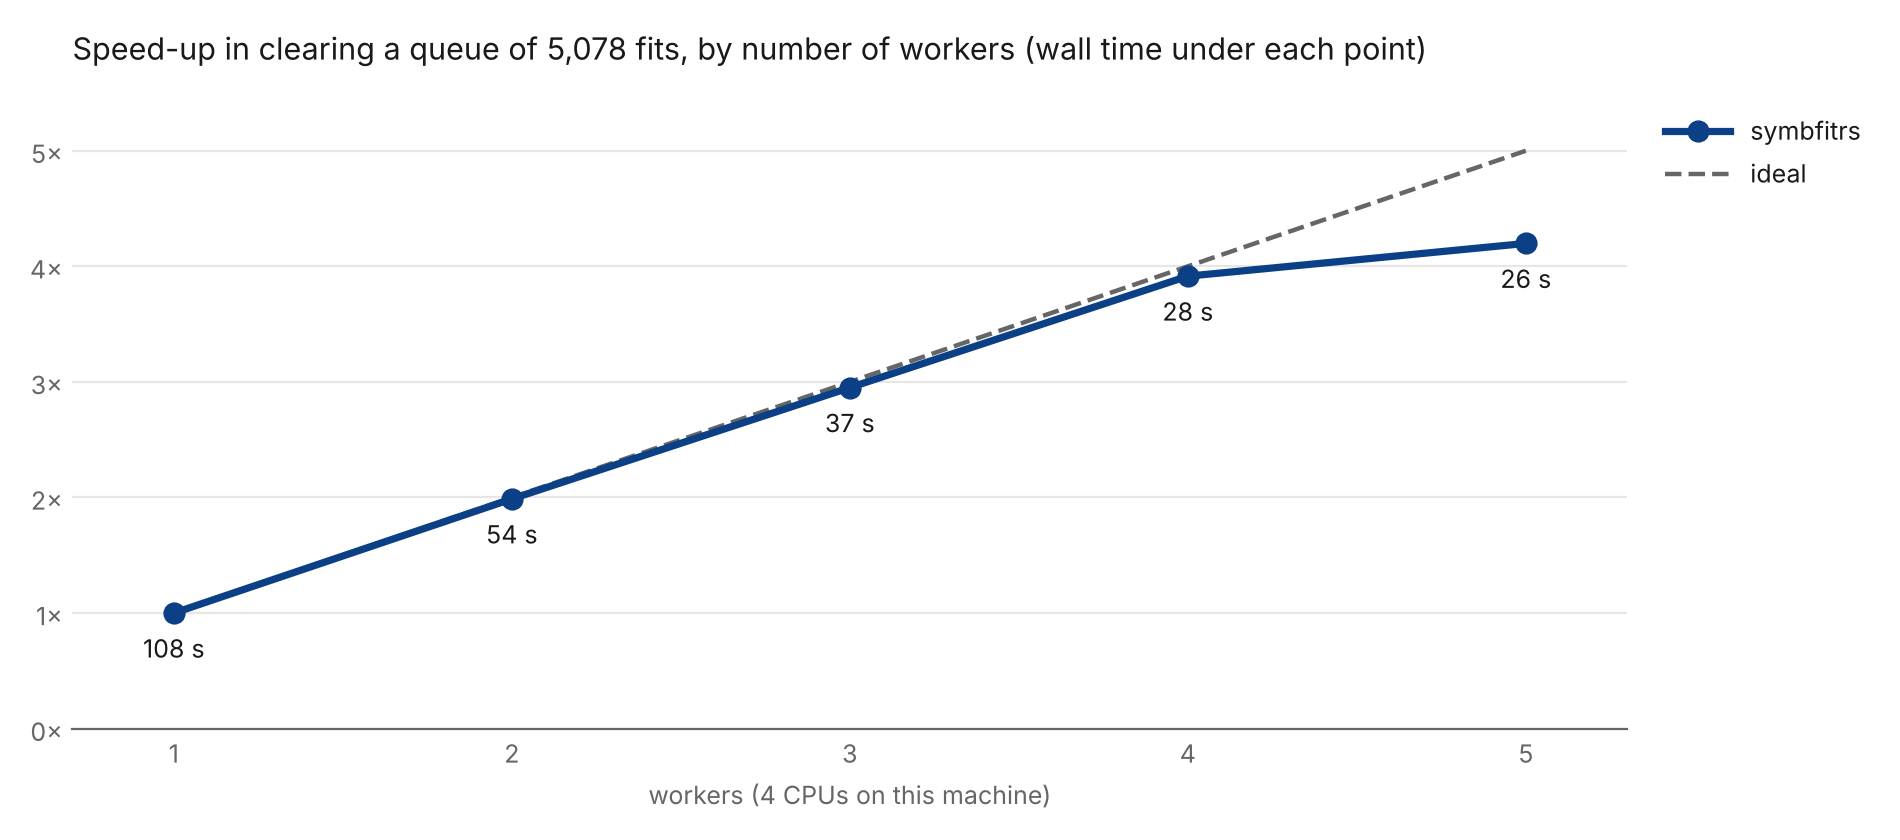 Speed-up in clearing a queue of 5,078 fits, by number of workers (wall time under each point)
symbfitrs
ideal
5×
4×
3×
2×
1×
0×
108 s
54 s
37 s
28 s
26 s
1
2
3
4
5
workers (4 CPUs on this machine)